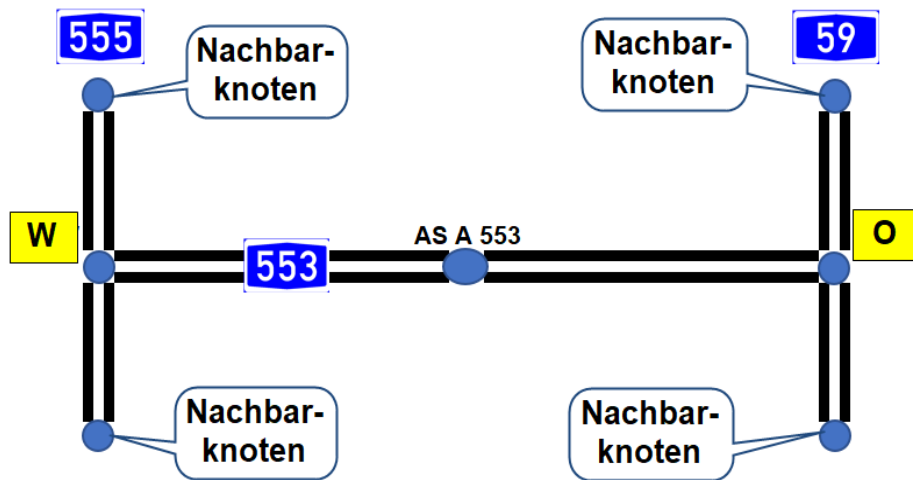 555
Nachbar-
knoten
Nachbar-
knoten
59
W
AS A 553
O
553
Nachbar-
knoten
Nachbar-
knoten